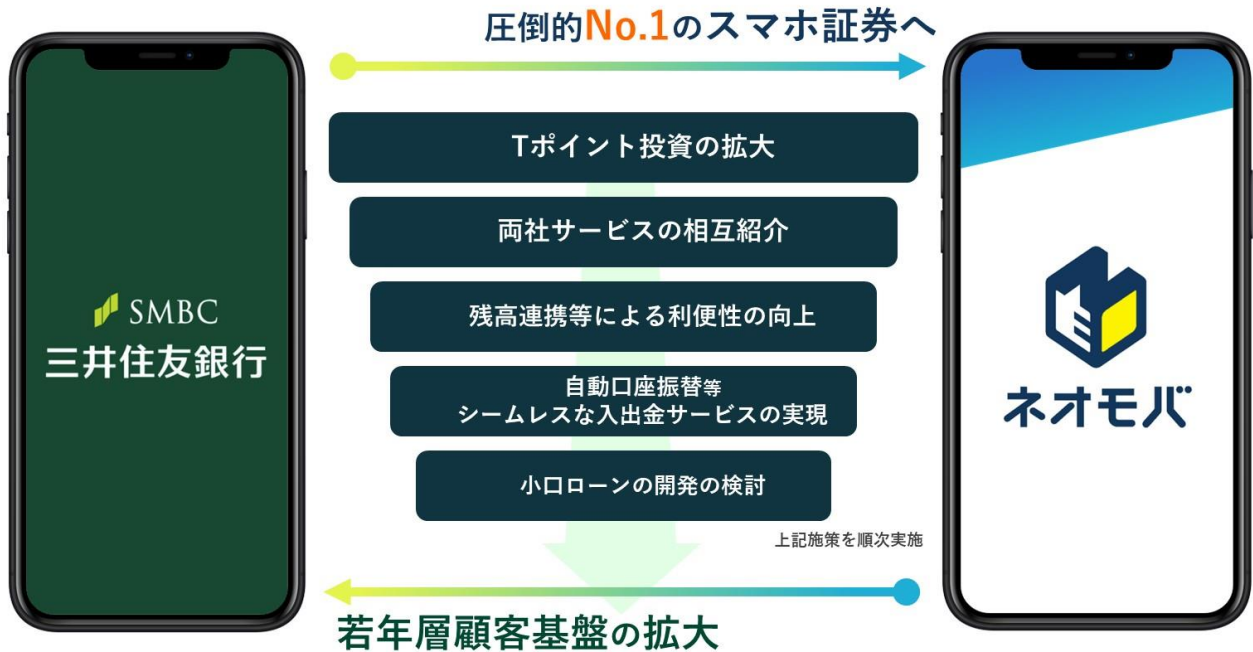 圧倒的No.1のスマホ証券へ
SMBC
三井住友銀行
Tポイント投資の拡大
両社サービスの相互紹介
残高連携等による利便性の向上
自動口座振替等
シームレスな入出金サービスの実現
小口ローンの開発の検討
上記施策を順次実施
ネオモバ
若年層顧客基盤の拡大